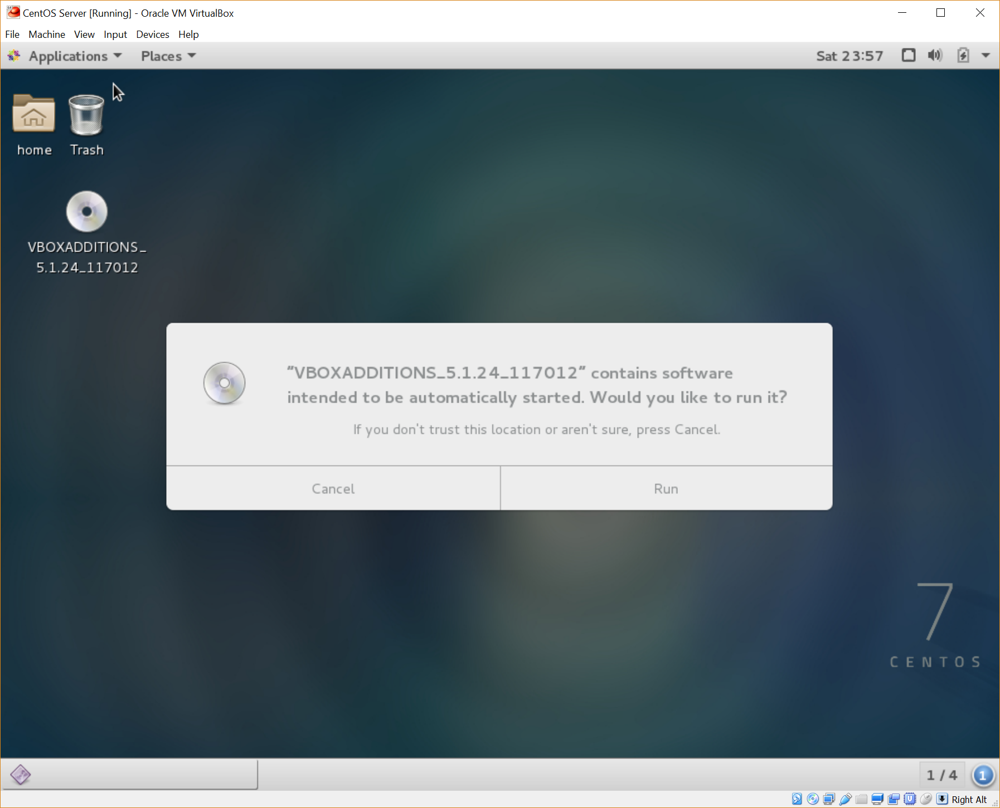 CentOS Server [Running] - Oracle VM VirtualBox
File Machine View Input Devices Help
Applications Places Sat 23:57
home Trash
VBOXADDITIONS_
5.1.24_117012
“VBOXADDITIONS_5.1.24_117012” contains software
intended to be automatically started. Would you like to run it?
If you don't trust this location or aren't sure, press Cancel.
Cancel Run
7
CENTOS
1 / 4 1
Right Alt